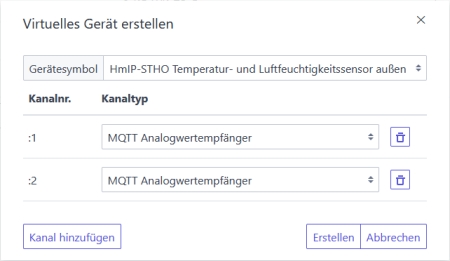 Virtuelles Gerät erstellen
Gerätesymbol HmIP-STHO Temperatur- und Luftfeuchtigkeitssensor außen
Kanalnr. Kanaltyp
:1 MQTT Analogwertempfänger
:2 MQTT Analogwertempfänger
Kanal hinzufügen Erstellen Abbrechen